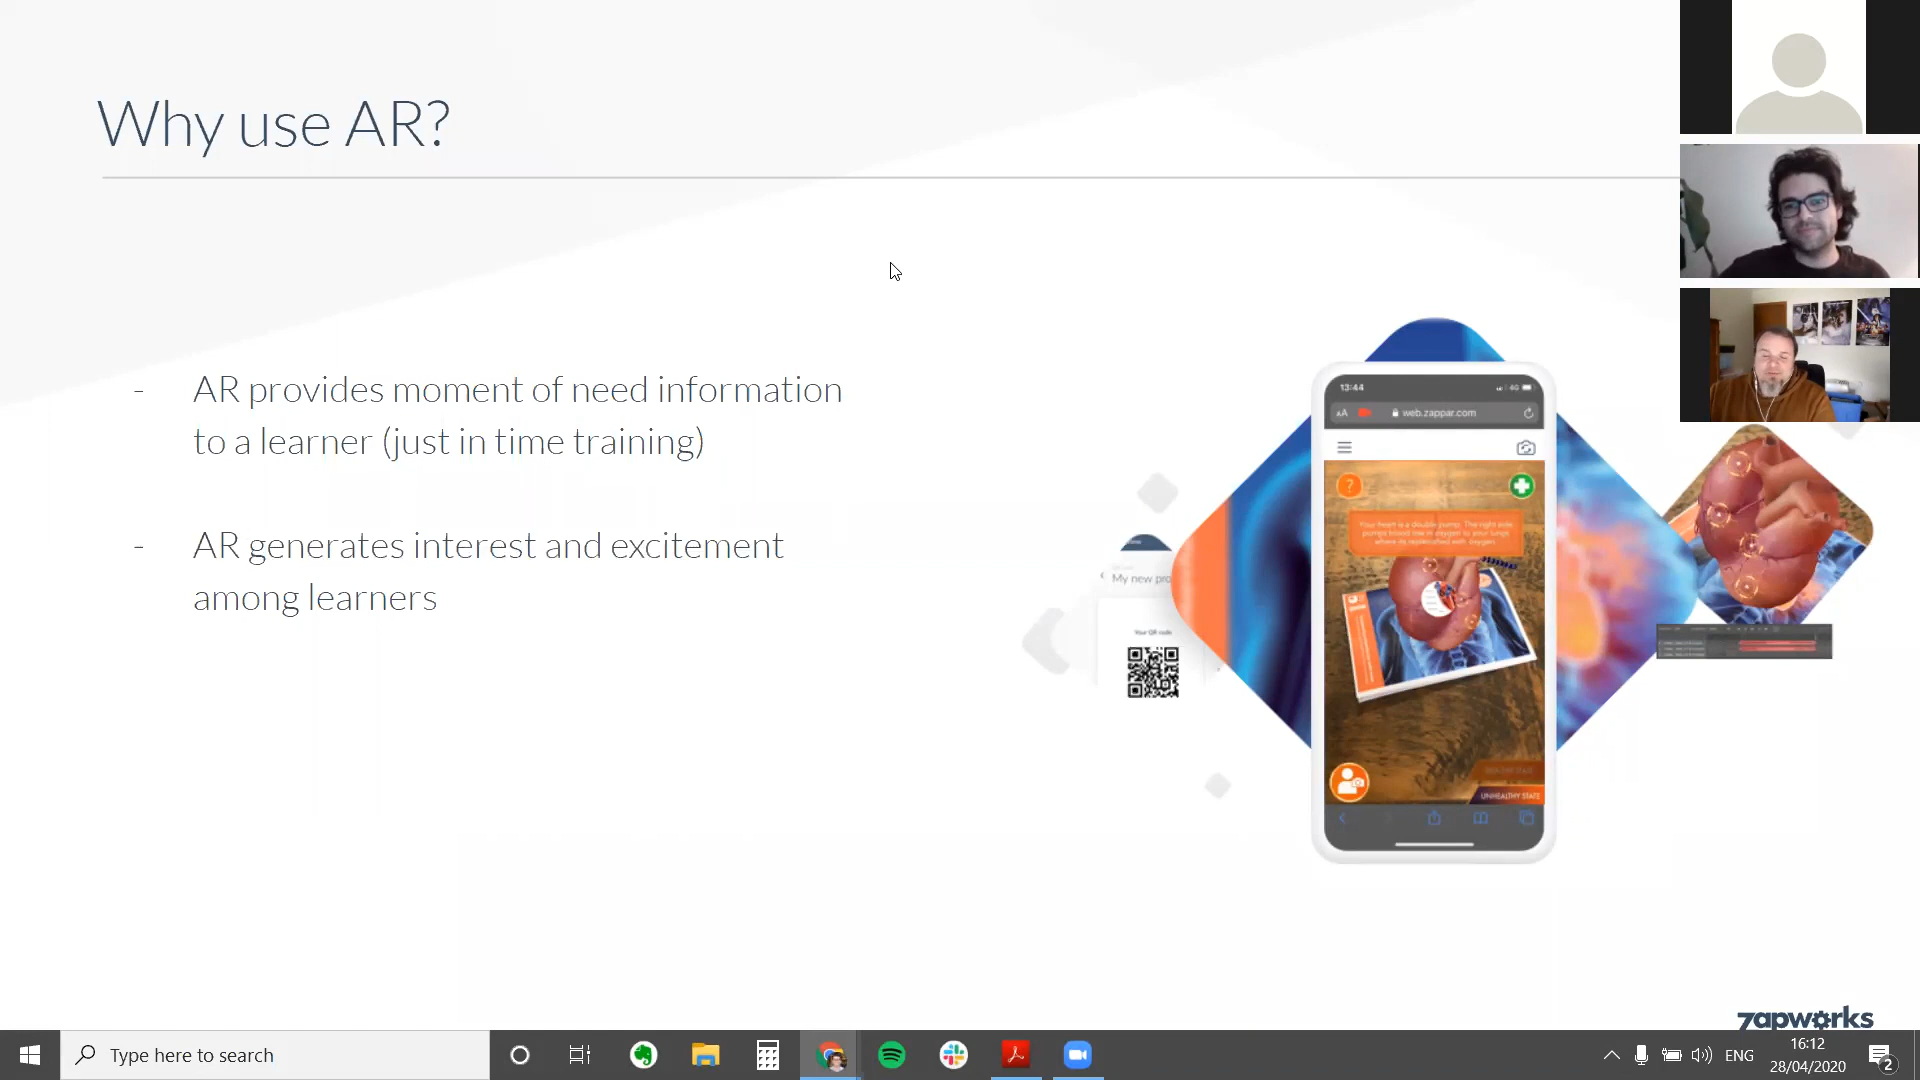 Why use AR?
- AR provides moment of need information
to a learner (just in time training)
- AR generates interest and excitement
among learners
13:44
4G
AA web.zappar.com
?
Your heart is a double pump. The right side
pumps blood low in oxygen to your lungs
where its replenished with oxygen.
My new pro
Your QR code
UNHEALTHY STATE
zapworks
Type here to search
ENG
16:12
28/04/2020
2